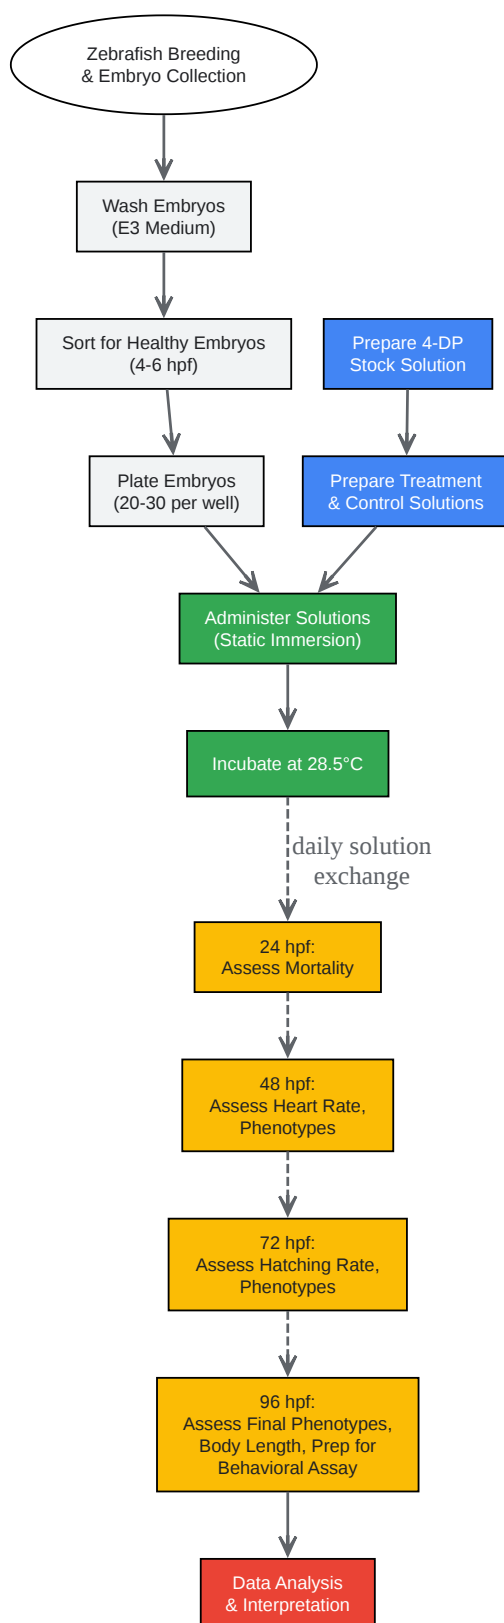 Zebrafish Breeding
& Embryo Collection
Wash Embryos
(E3 Medium)
Sort for Healthy Embryos
(4-6 hpf)
Prepare 4-DP
Stock Solution
Plate Embryos
(20-30 per well)
Prepare Treatment
& Control Solutions
Administer Solutions
(Static Immersion)
Incubate at 28.5°C
daily solution
exchange
24 hpf:
Assess Mortality
48 hpf:
Assess Heart Rate,
Phenotypes
72 hpf:
Assess Hatching Rate,
Phenotypes
96 hpf:
Assess Final Phenotypes,
Body Length, Prep for
Behavioral Assay
Data Analysis
& Interpretation